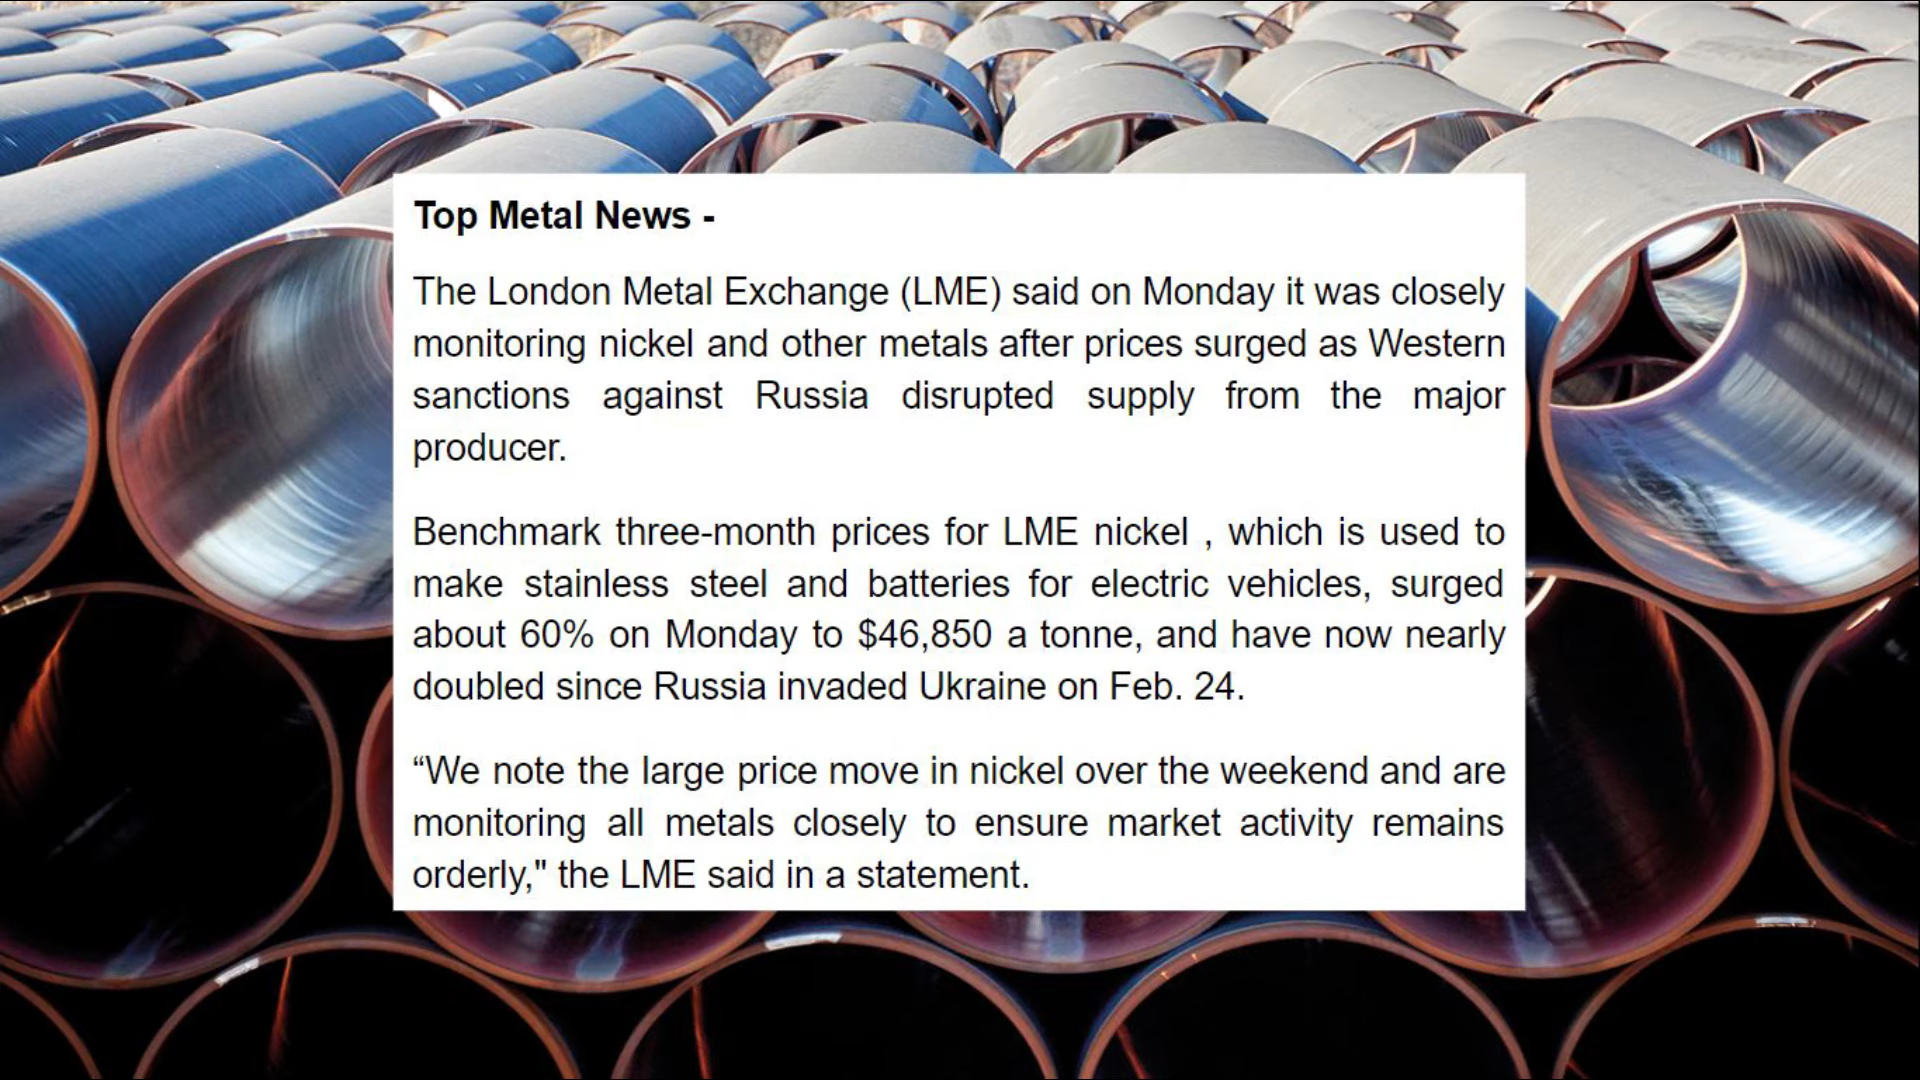 Top Metal News -
The London Metal Exchange (LME) said on Monday it was closely
monitoring nickel and other metals after prices surged as Western
sanctions against Russia disrupted supply from the major
producer.
Benchmark three-month prices for LME nickel , which is used to
make stainless steel and batteries for electric vehicles, surged
about 60% on Monday to $46,850 a tonne, and have now nearly
doubled since Russia invaded Ukraine on Feb. 24.
“We note the large price move in nickel over the weekend and are
monitoring all metals closely to ensure market activity remains
orderly," the LME said in a statement.